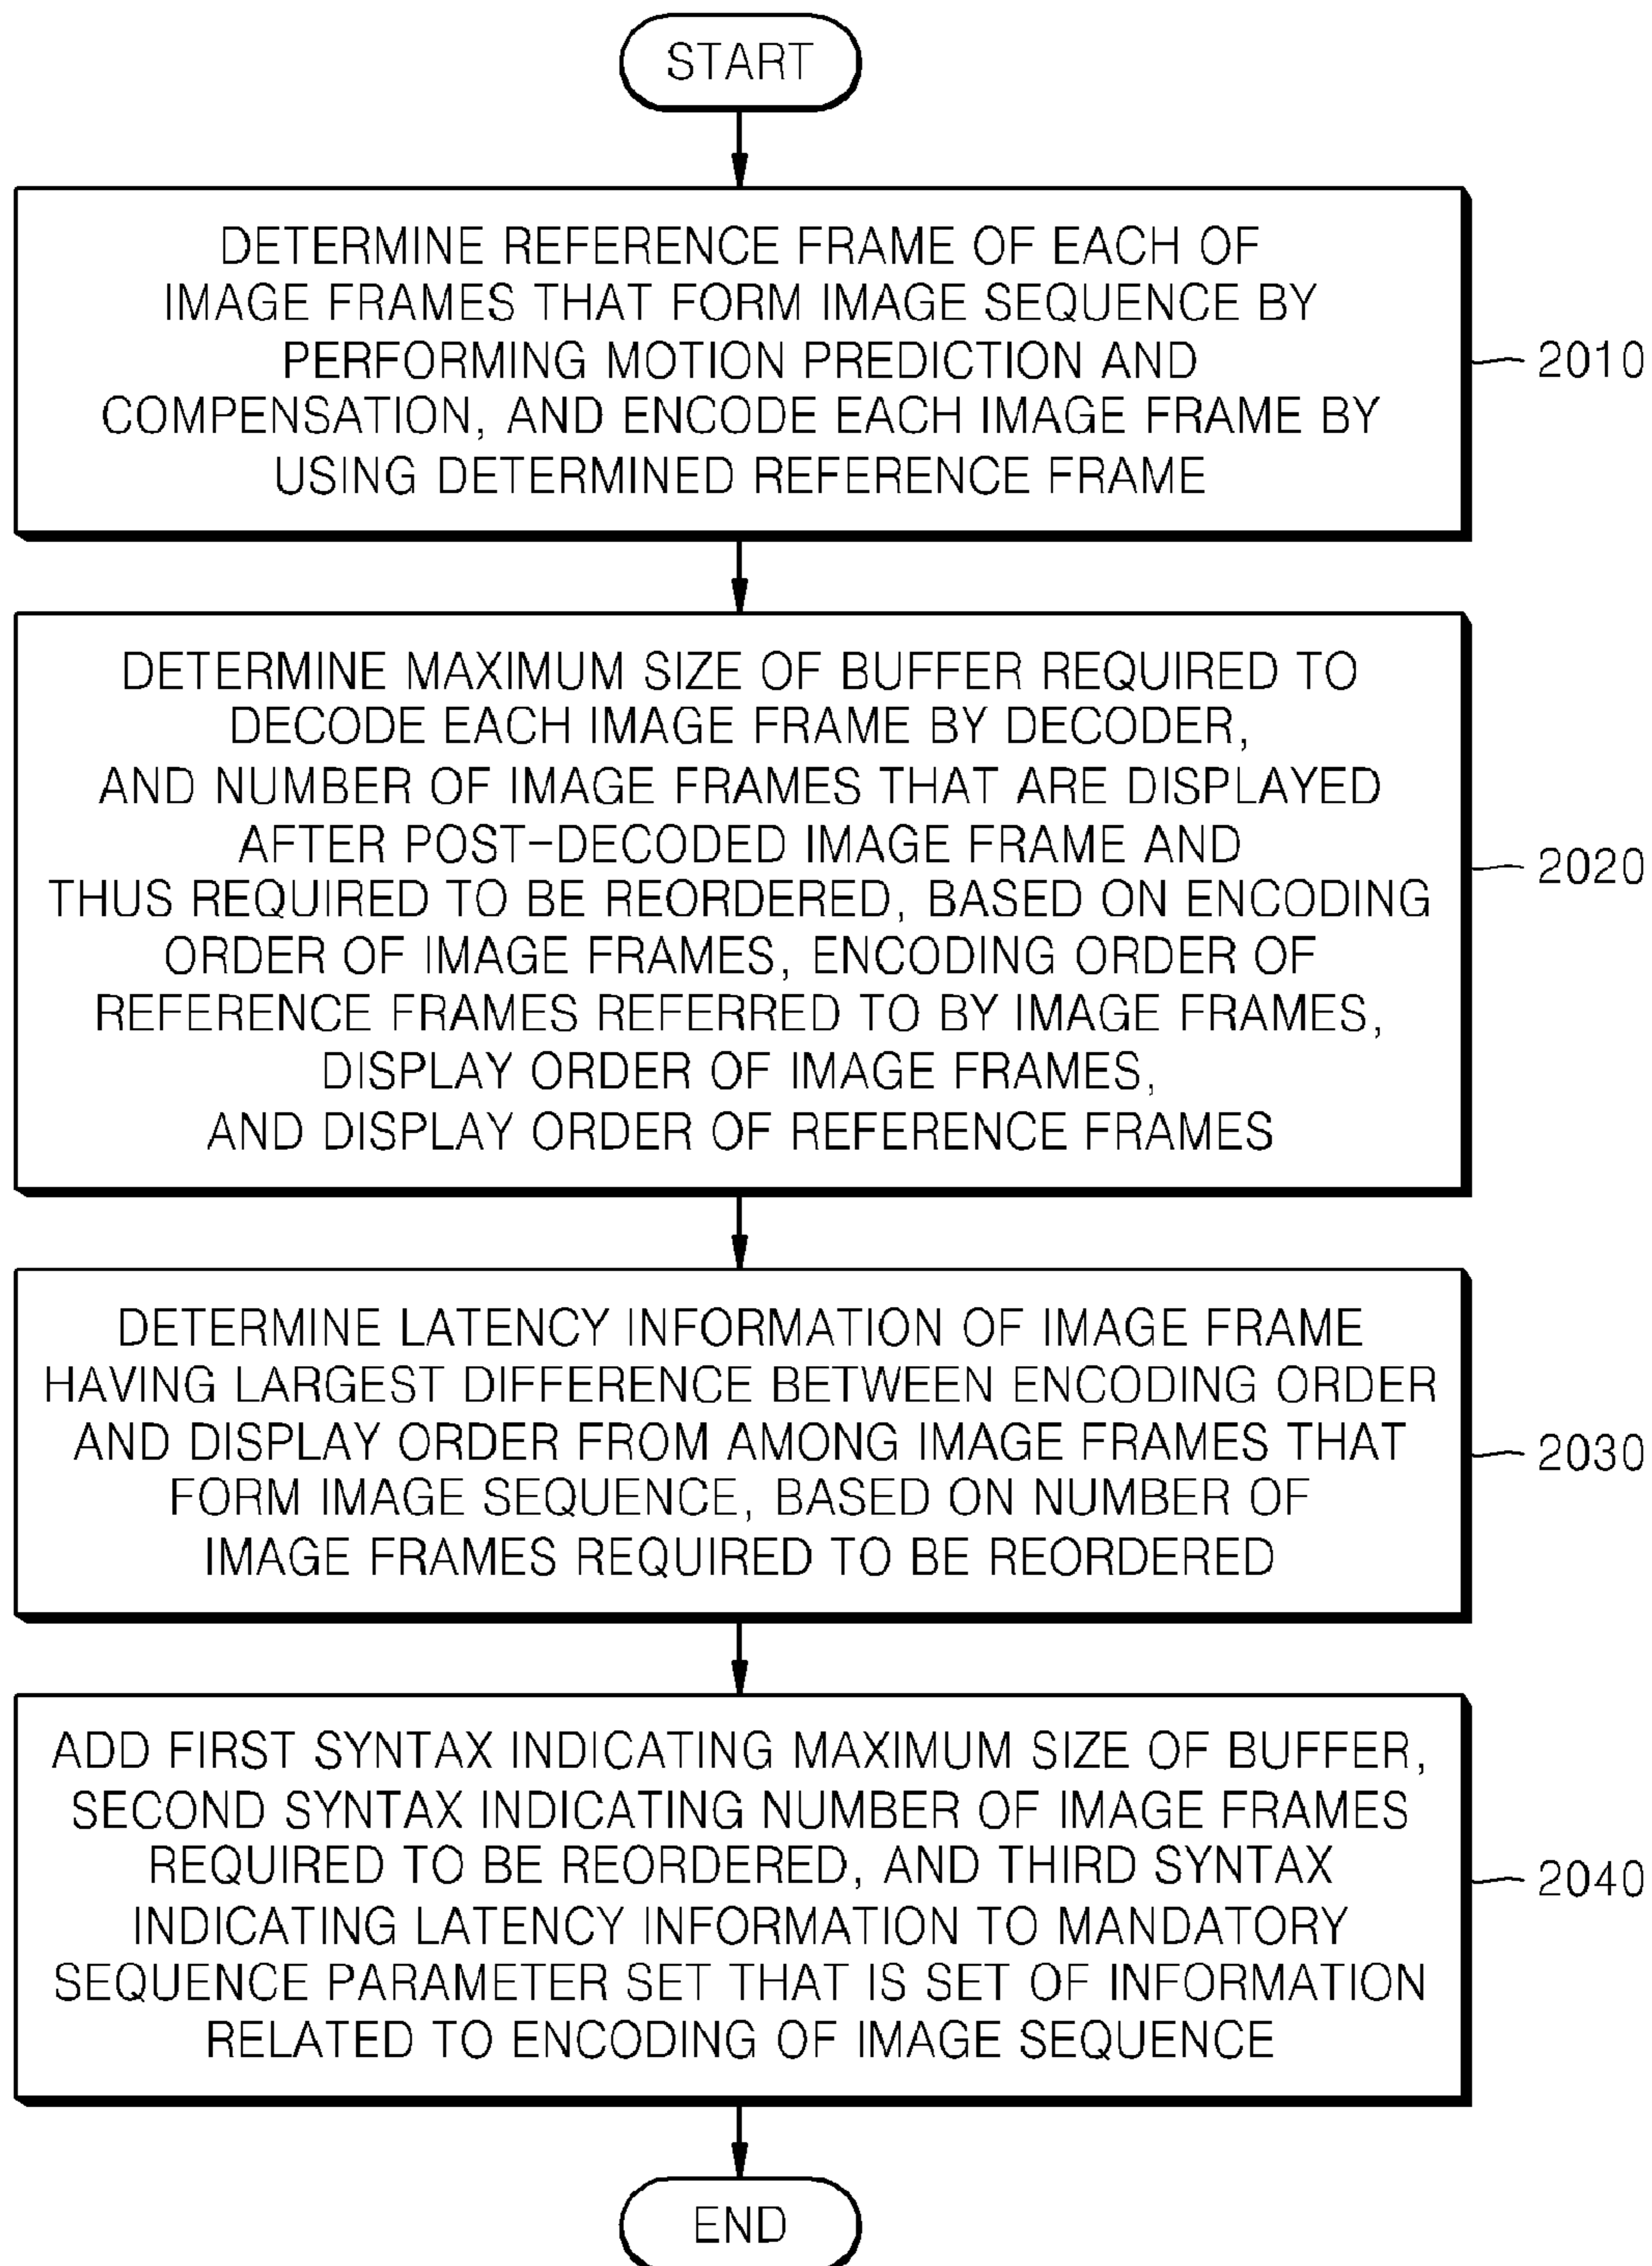 START
DETERMINE REFERENCE FRAME OF EACH OF
IMAGE FRAMES THAT FORM IMAGE SEQUENCE BY
PERFORMING MOTION PREDICTION AND
COMPENSATION, AND ENCODE EACH IMAGE FRAME BY
USING DETERMINED REFERENCE FRAME
2010
DETERMINE MAXIMUM SIZE OF BUFFER REQUIRED TO
DECODE EACH IMAGE FRAME BY DECODER,
AND NUMBER OF IMAGE FRAMES THAT ARE DISPLAYED
AFTER POST-DECODED IMAGE FRAME AND
THUS REQUIRED TO BE REORDERED, BASED ON ENCODING
ORDER OF IMAGE FRAMES, ENCODING ORDER OF
REFERENCE FRAMES REFERRED TO BY IMAGE FRAMES,
DISPLAY ORDER OF IMAGE FRAMES,
AND DISPLAY ORDER OF REFERENCE FRAMES
2020
DETERMINE LATENCY INFORMATION OF IMAGE FRAME
HAVING LARGEST DIFFERENCE BETWEEN ENCODING ORDER
AND DISPLAY ORDER FROM AMONG IMAGE FRAMES THAT
FORM IMAGE SEQUENCE, BASED ON NUMBER OF
IMAGE FRAMES REQUIRED TO BE REORDERED
2030
ADD FIRST SYNTAX INDICATING MAXIMUM SIZE OF BUFFER,
SECOND SYNTAX INDICATING NUMBER OF IMAGE FRAMES
REQUIRED TO BE REORDERED, AND THIRD SYNTAX
INDICATING LATENCY INFORMATION TO MANDATORY
SEQUENCE PARAMETER SET THAT IS SET OF INFORMATION
RELATED TO ENCODING OF IMAGE SEQUENCE
2040
END